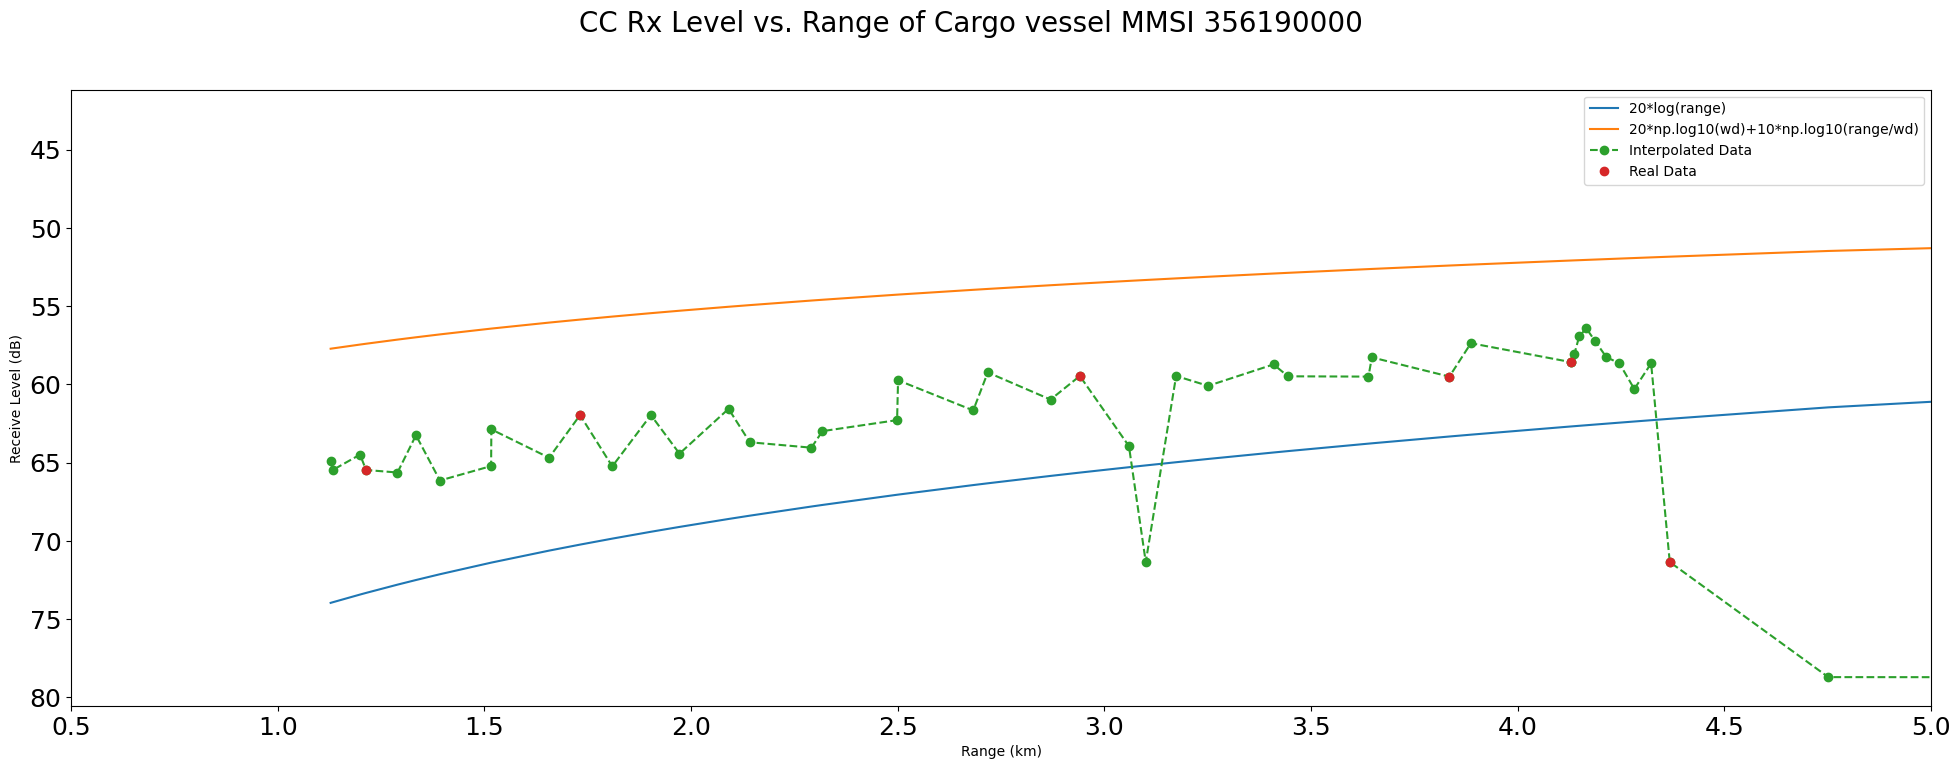 CC Rx Level vs. Range of Cargo vessel MMSI 356190000
20*log(range)
20*np.log10(wd)+10*np.log10(range/wd)
Interpolated Data
Real Data
Receive Level (dB)
45
50
55
60
65
70
75
80
0.5 1.0 1.5 2.0 2.5 3.0 3.5 4.0 4.5 5.0
Range (km)